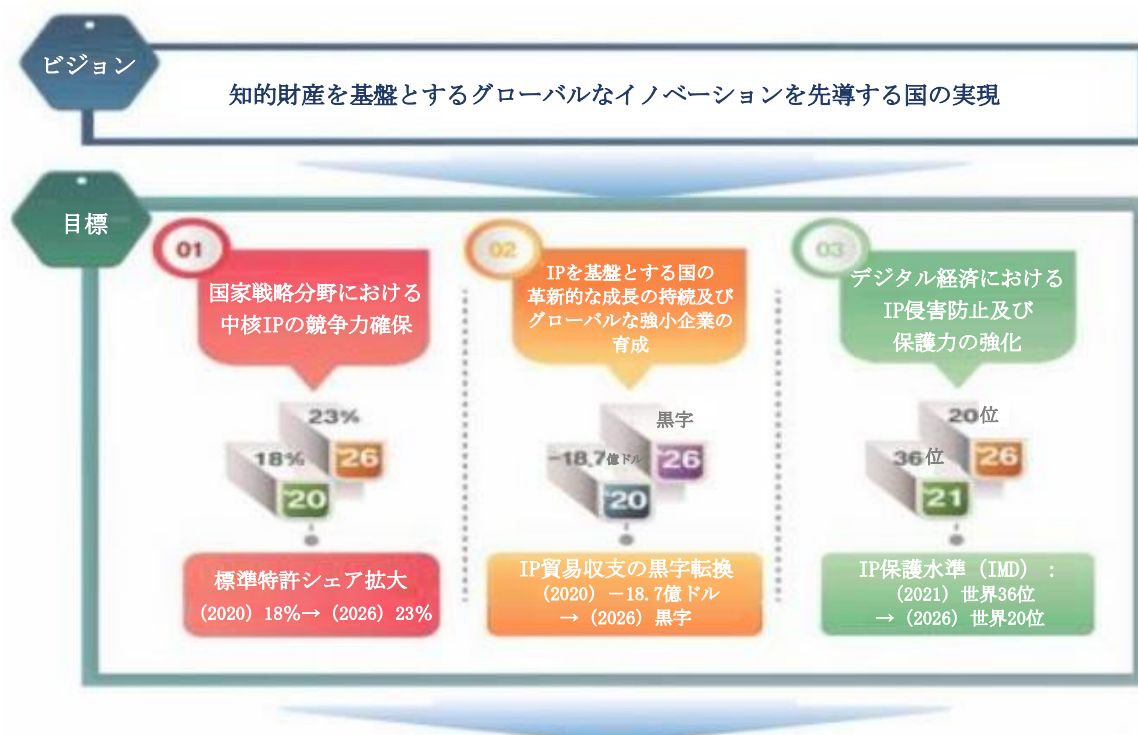 ビジョン
知的財産を基盤とするグローバルなイノベーションを先導する国の実現
目標
01
国家戦略分野における
中核IPの競争力確保
23%
18%
'26
'20
標準特許シェア拡大
(2020) 18%→ (2026) 23%
02
IPを基盤とする国の
革新的な成長の持続及び
グローバルな強小企業の
育成
黒字
-18.7億ドル
'26
'20
IP貿易収支の黒字転換
(2020) －18.7億ドル
→ (2026) 黒字
03
デジタル経済における
IP侵害防止及び
保護力の強化
20位
36位
'26
'21
IP保護水準 (IMD) :
(2021) 世界36位
→ (2026) 世界20位